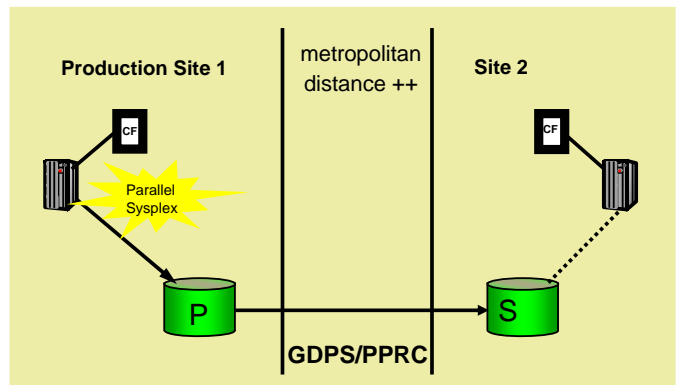 Production Site 1
metropolitan
distance ++
Site 2
CF
CF
Parallel
Sysplex
P
S
GDPS/PPRC